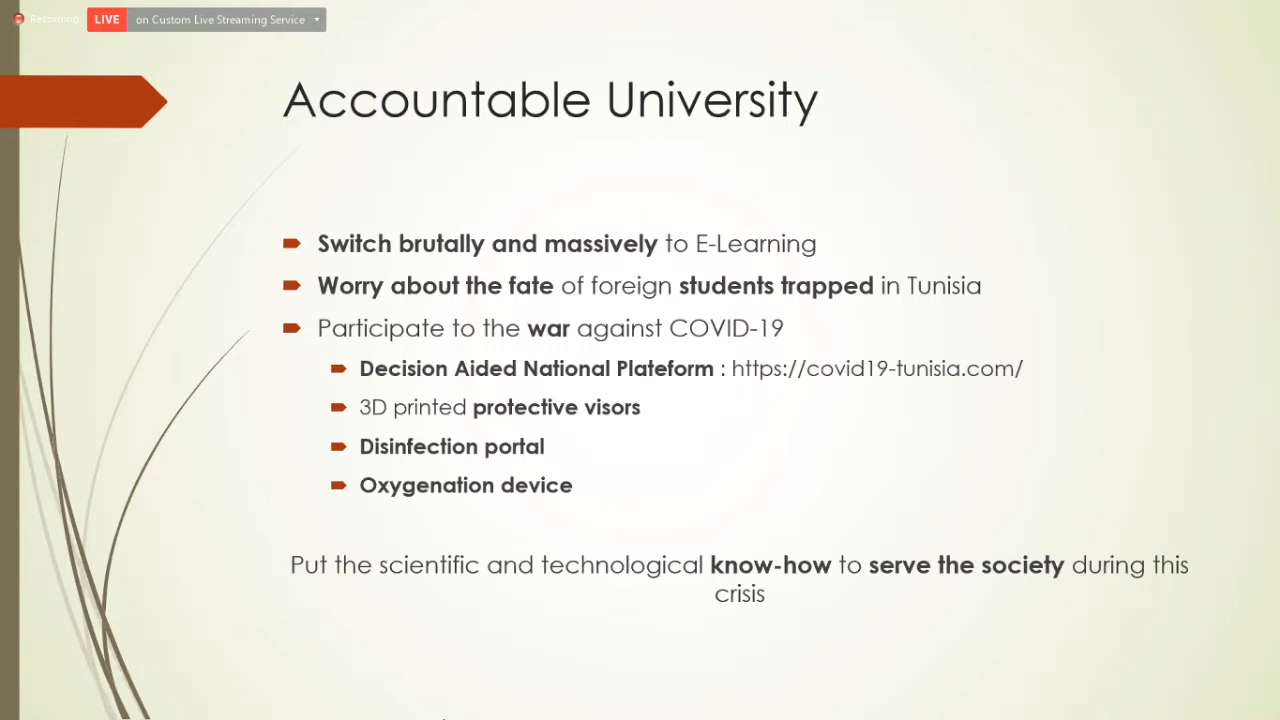 Recording
LIVE on Custom Live Streaming Service
Accountable University
Switch brutally and massively to E-Learning
Worry about the fate of foreign students trapped in Tunisia
Participate to the war against COVID-19
Decision Aided National Plateform : https://covid19-tunisia.com/
3D printed protective visors
Disinfection portal
Oxygenation device
Put the scientific and technological know-how to serve the society during this
crisis